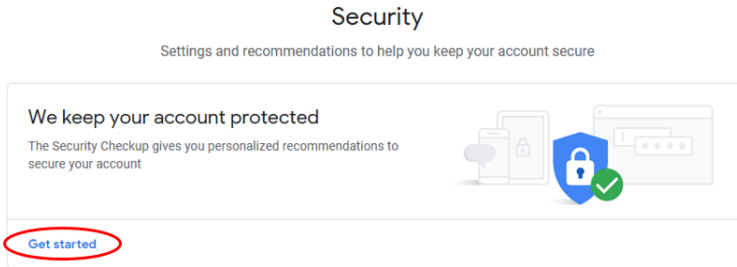 Security
Settings and recommendations to help you keep your account secure
We keep your account protected
The Security Checkup gives you personalized recommendations to
secure your account
Get started